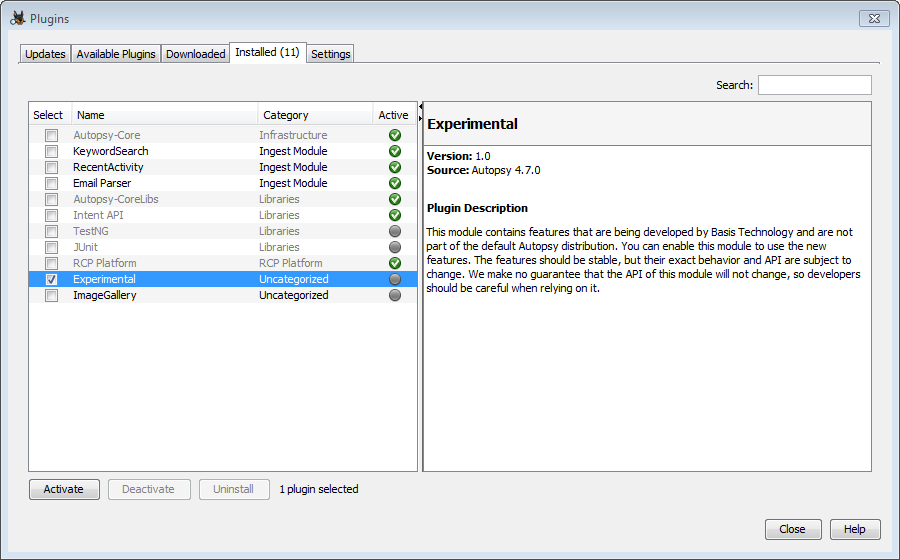 Plugins
Updates Available Plugins Downloaded Installed (11) Settings
Search:
Select Name Category Active
Autopsy-Core Infrastructure
KeywordSearch Ingest Module
RecentActivity Ingest Module
Email Parser Ingest Module
Autopsy-CoreLibs Libraries
Intent API Libraries
TestNG Libraries
JUnit Libraries
RCP Platform RCP Platform
Experimental Uncategorized
ImageGallery Uncategorized
Experimental
Version: 1.0
Source: Autopsy 4.7.0
Plugin Description
This module contains features that are being developed by Basis Technology and are not
part of the default Autopsy distribution. You can enable this module to use the new
features. The features should be stable, but their exact behavior and API are subject to
change. We make no guarantee that the API of this module will not change, so developers
should be careful when relying on it.
Activate Deactivate Uninstall 1 plugin selected
Close Help